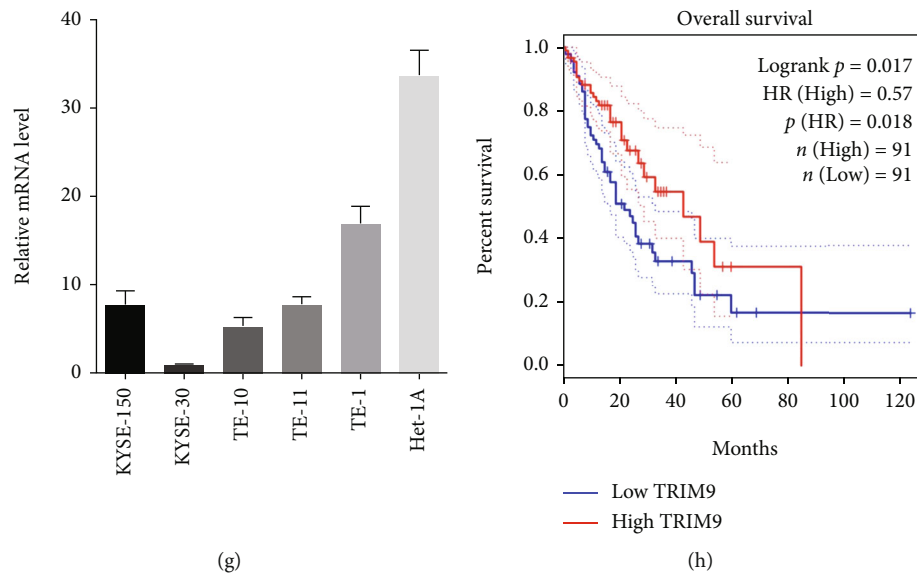 40
30
20
10
0
Relative mRNA level
KYSE-150
KYSE-30
TE-10
TE-11
TE-1
Het-1A
(g)
Overall survival
Logrank p = 0.017
HR (High) = 0.57
p (HR) = 0.018
n (High) = 91
n (Low) = 91
1.0
0.8
0.6
0.4
0.2
0.0
Percent survival
0 20 40 60 80 100 120
Months
Low TRIM9
High TRIM9
(h)